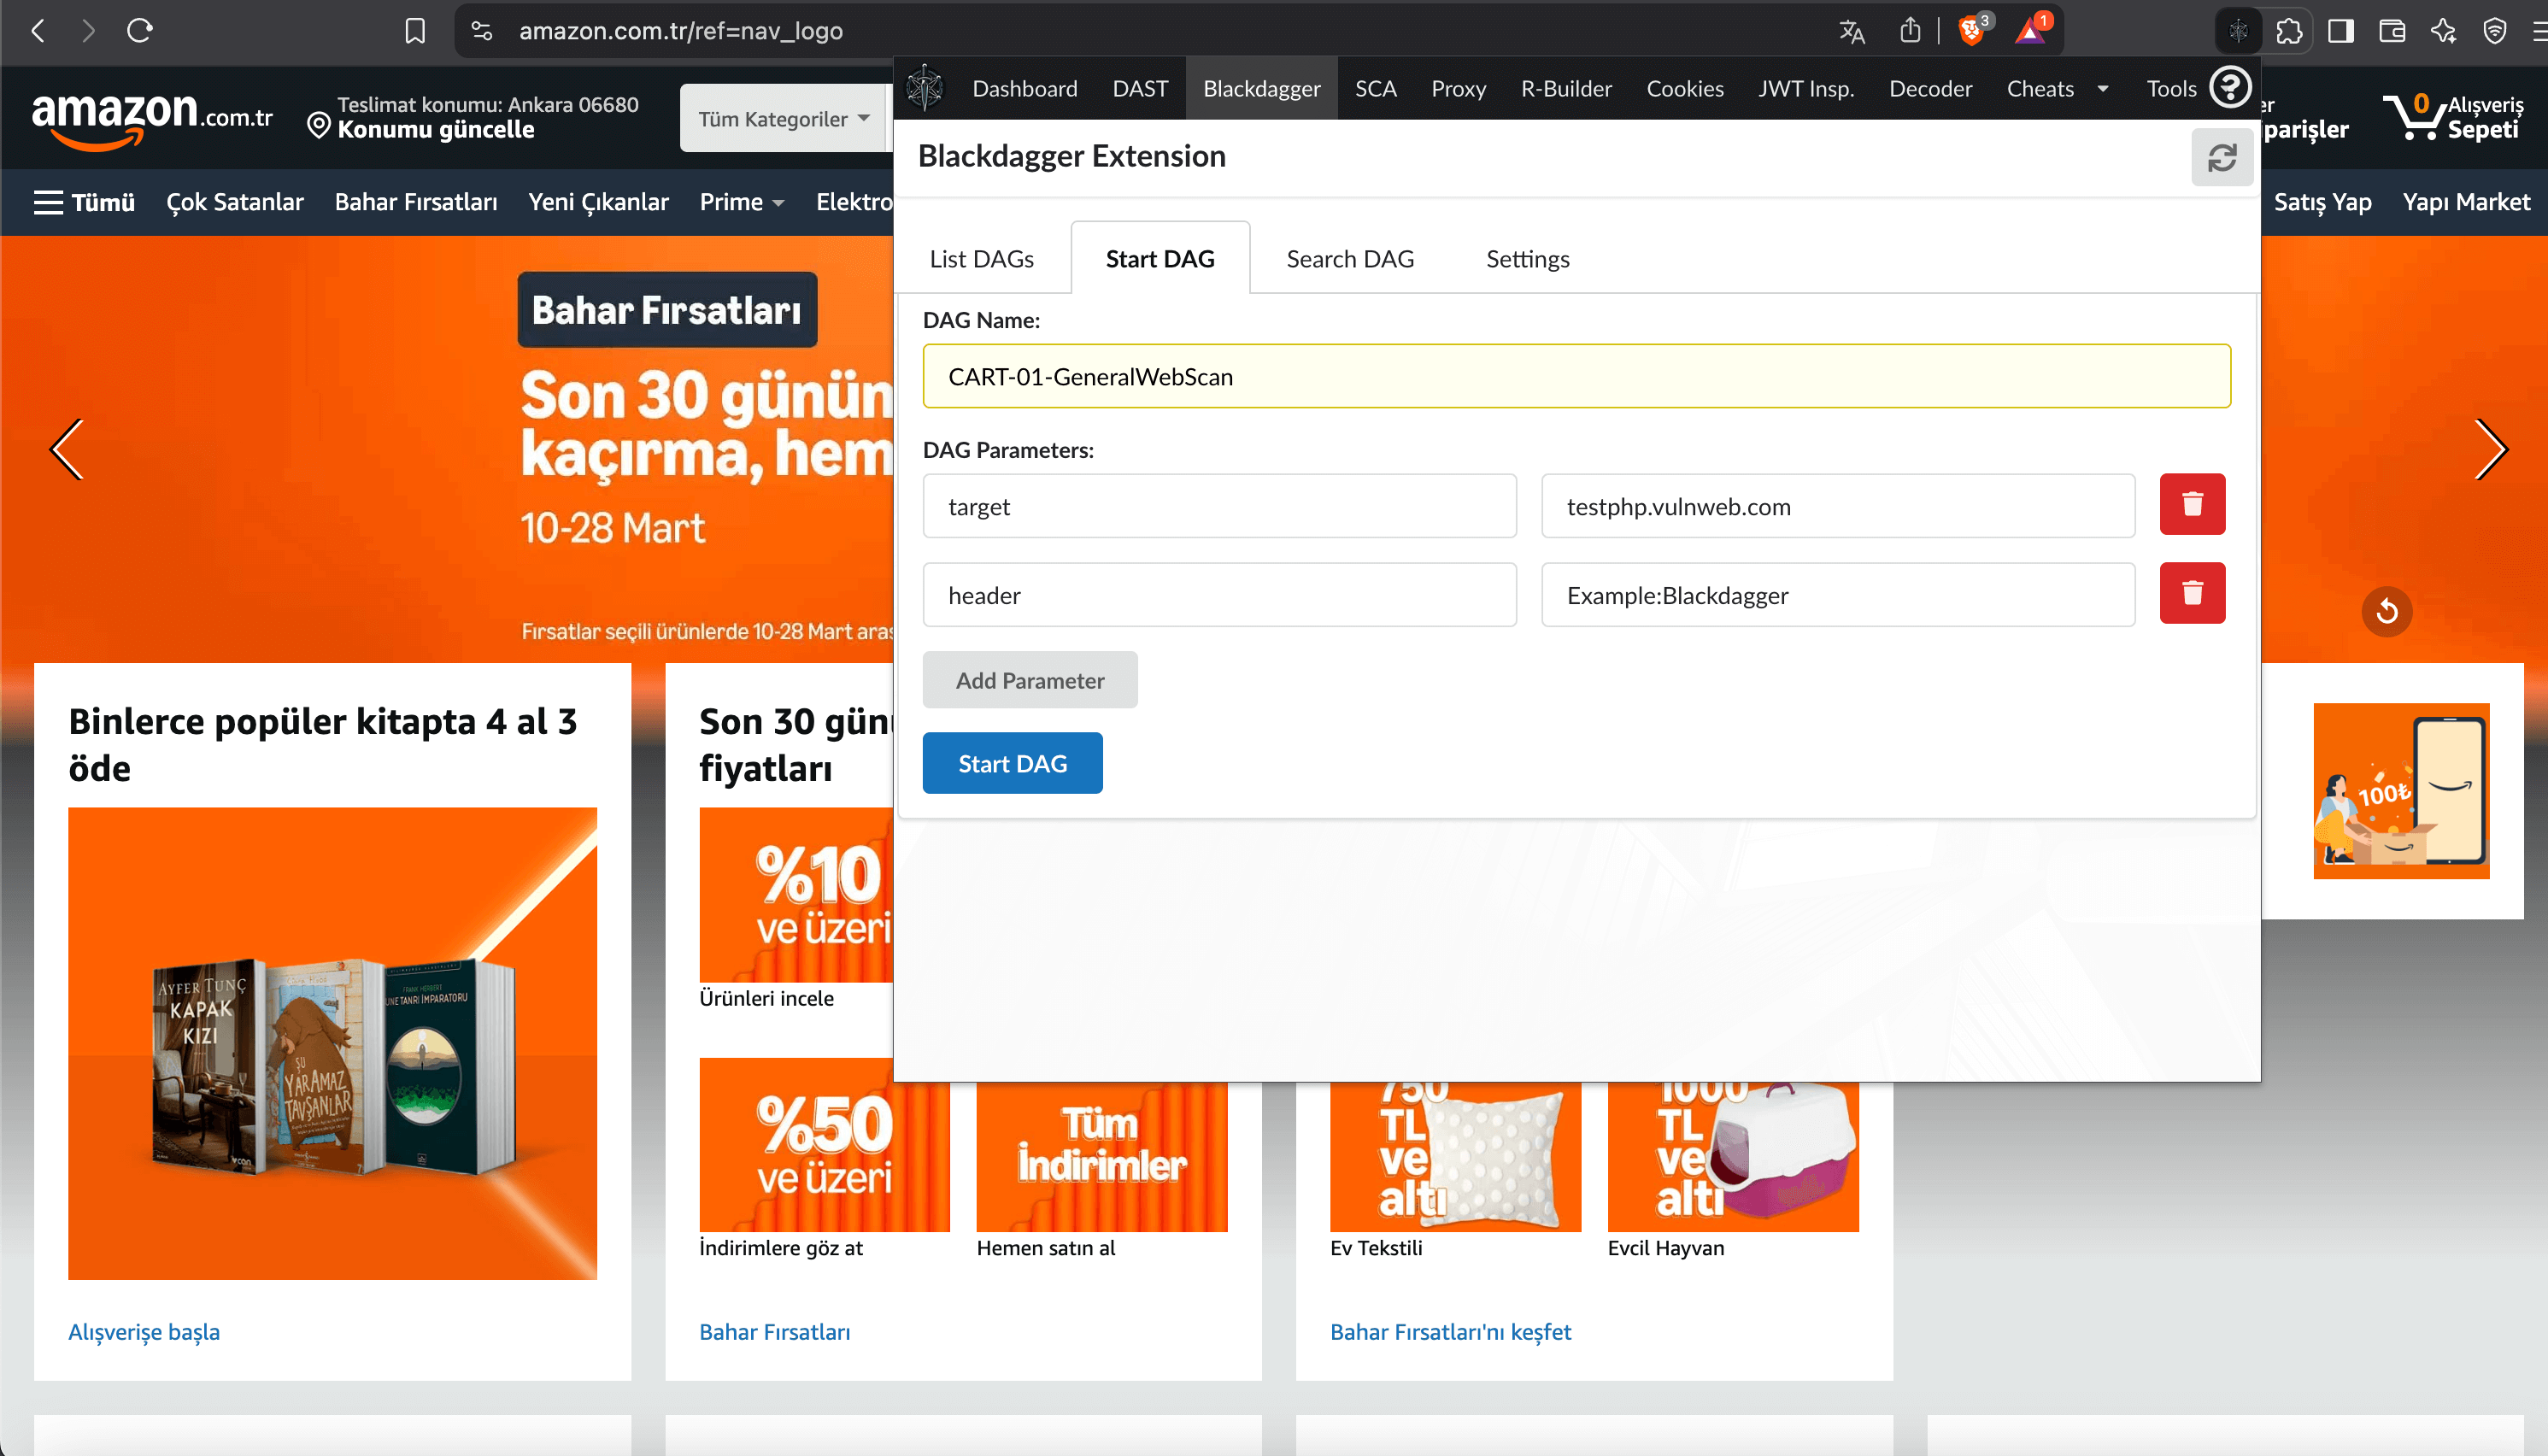 amazon.com.tr/ref=nav_logo
3
1
amazon.com.tr
Teslimat konumu: Ankara 06680
Konumu güncelle
Tüm Kategoriler
er
parişler
0
Alışveriş
Sepeti
Tümü
Çok Satanlar
Bahar Fırsatları
Yeni Çıkanlar
Prime
Elektro
Satış Yap
Yapı Market
Dashboard
DAST
Blackdagger
SCA
Proxy
R-Builder
Cookies
JWT Insp.
Decoder
Cheats
Tools
Blackdagger Extension
List DAGs
Start DAG
Search DAG
Settings
DAG Name:
CART-01-GeneralWebScan
DAG Parameters:
target
testphp.vulnweb.com
header
Example:Blackdagger
Add Parameter
Start DAG
Bahar Fırsatları
Son 30 günün
kaçırma, hem
10-28 Mart
Fırsatlar seçili ürünlerde 10-28 Mart aras
Binlerce popüler kitapta 4 al 3
öde
AYFER TUNÇ
KAPAK
KIZI
ŞU
YARAMAZ
TAVŞANLAR
can
FRANK HERBERT
UNE TANRI İMPARATORU
Alışverişe başla
Son 30 gün
fiyatları
%10
ve üzeri
Ürünleri incele
%50
ve üzeri
İndirimlere göz at
Tüm
İndirimler
Hemen satın al
Bahar Fırsatları
750
TL
ve
altı
Ev Tekstili
1000
TL
ve
altı
Evcil Hayvan
Bahar Fırsatları'nı keşfet
100₺